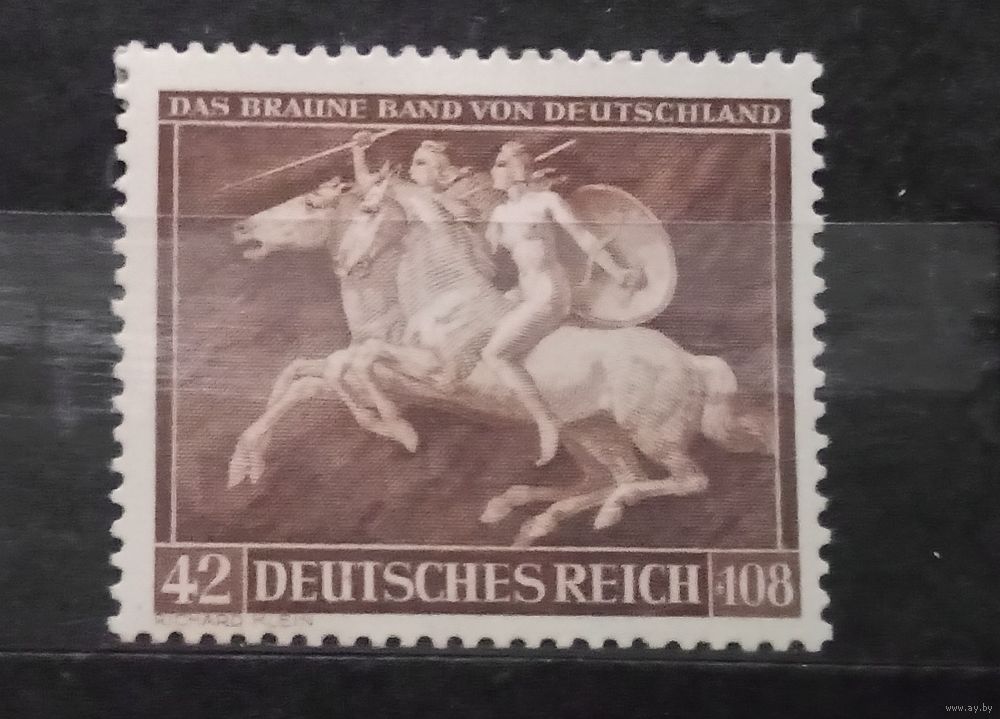 DAS BRAUNE BAND VON DEUTSCHLAND
42 DEUTSCHES REICH +108
RICHARD KLEIN
www.ay.by